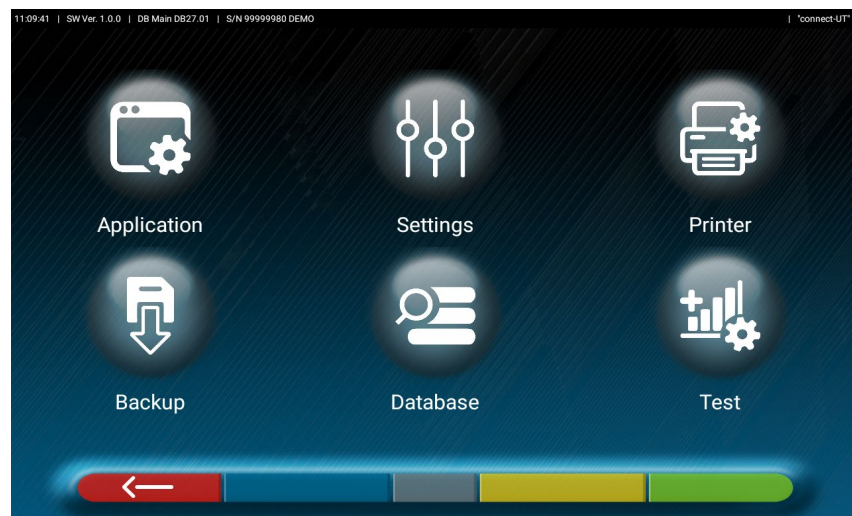 11:09:41 | SW Ver. 1.0.0 | DB Main DB27.01 | S/N 99999980 DEMO | "connect-UT"
Application Settings Printer
Backup Database Test